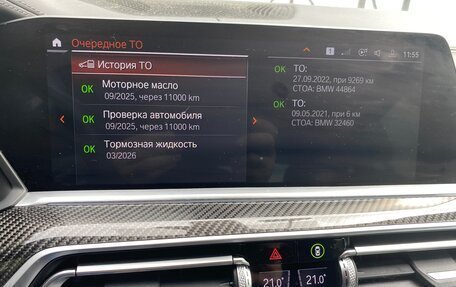 Очередное ТО
11:55
История ТО
OK Моторное масло
09/2025, через 11000 km
OK Проверка автомобиля
09/2025, через 11000 km
OK Тормозная жидкость
03/2026
OK ТО:
27.09.2022, при 9269 км
СТОА: BMW 44864
OK ТО:
09.05.2021, при 6 км
СТОА: BMW 32460
21.0° 21.0°